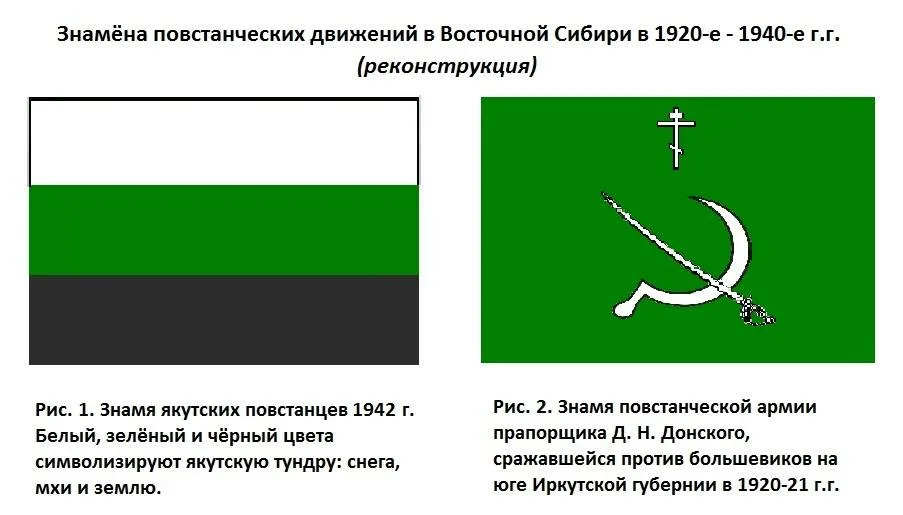 Знамёна повстанческих движений в Восточной Сибири в 1920-е - 1940-е г.г.
(реконструкция)
Рис. 1. Знамя якутских повстанцев 1942 г.
Белый, зелёный и чёрный цвета
символизируют якутскую тундру: снега,
мхи и землю.
Рис. 2. Знамя повстанческой армии
прапорщика Д. Н. Донского,
сражавшейся против большевиков на
юге Иркутской губернии в 1920-21 г.г.